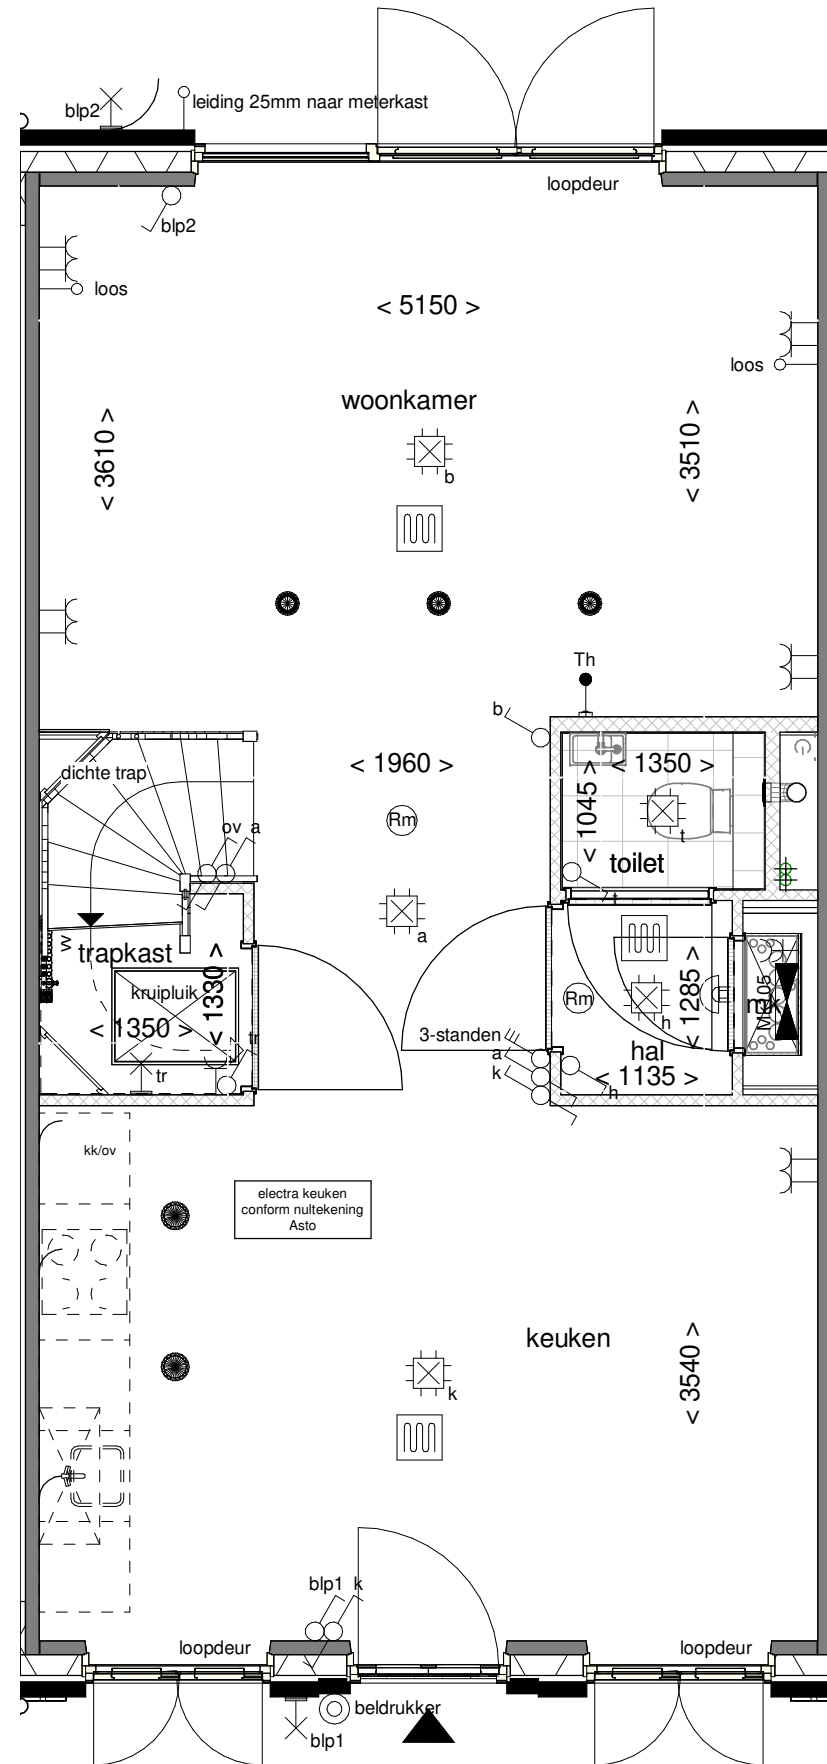 blp2
leiding 25mm naar meterkast
loopdeur
blp2
loos
< 5150 >
loos
woonkamer
< 3610 >
< 3510 >
b
Th
b
dichte trap
< 1960 >
< 1350 >
< 1045 >
ov a
Rm
t
toilet
t
a
w
trapkast
kruipluik
< 1330 >
< 1350 >
tr
tr
Rm
< 1285 >
h
mk
3-standen
hal
a
k
< 1135 >
h
kk/ov
electra keuken
conform nultekening
Asto
keuken
< 3540 >
k
blp1 k
loopdeur
loopdeur
beldrukker
blp1